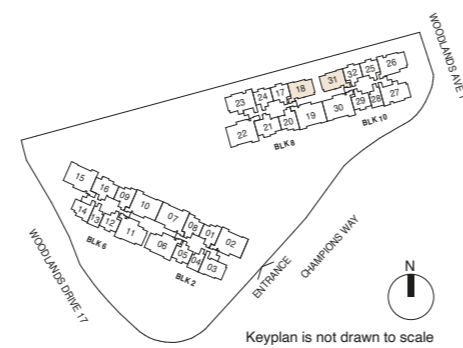 WOODLANDS AVE 1
23 24 17 18 31 32 25 26
22 21 20 19 30 29 28 27
BLK 8
BLK 10
15 16 09 10 07 08 01 02
14 13 12 11 06 05 04 03
BLK 6
BLK 2
WOODLANDS DRIVE 17
ENTRANCE
CHAMPIONS WAY
N
Keyplan is not drawn to scale